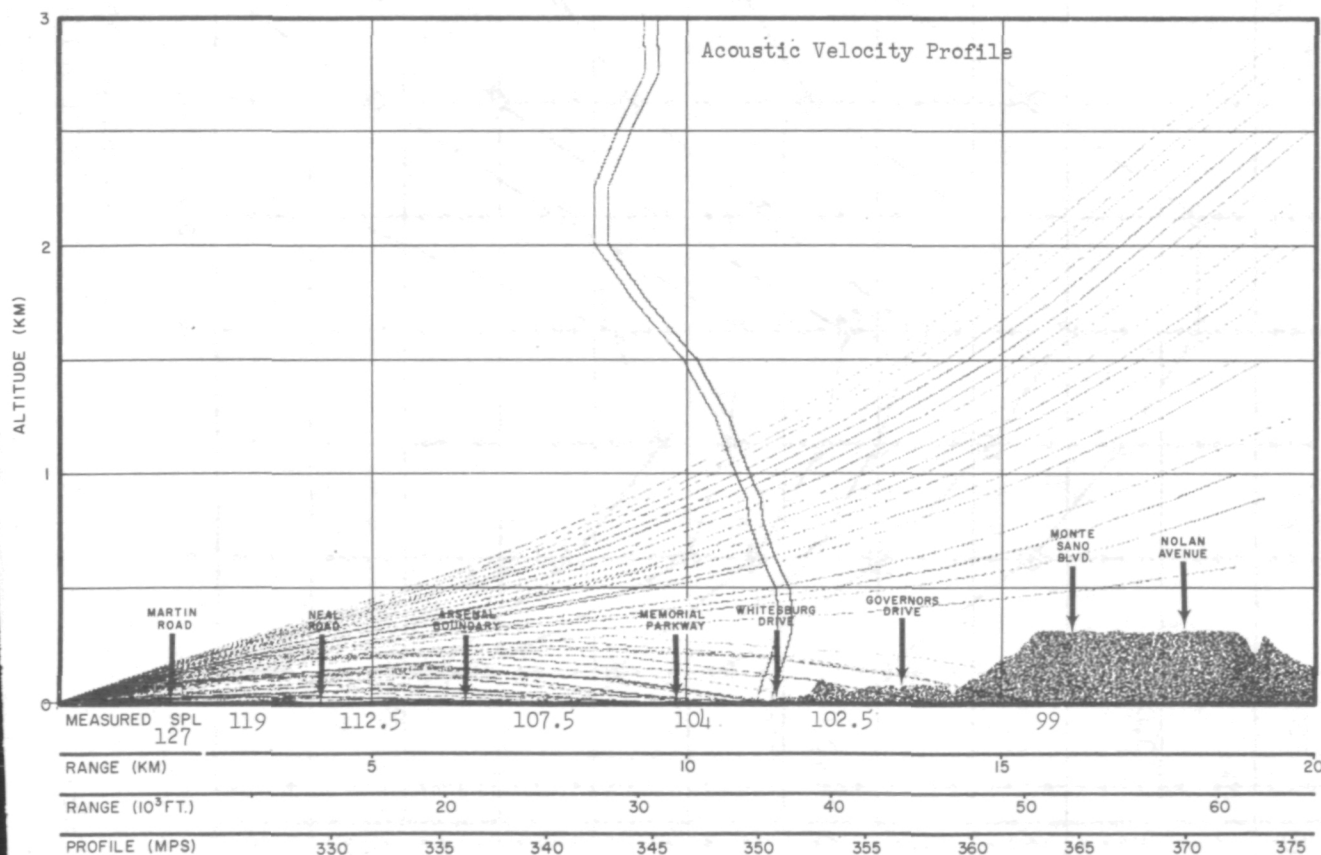 3
Acoustic Velocity Profile
2
ALTITUDE (KM)
1
MONTE
SANO
BLVD.
NOLAN
AVENUE
MARTIN
ROAD
NEAL
ROAD
ARSENAL
BOUNDARY
MEMORIAL
PARKWAY
WHITESBURG
DRIVE
GOVERNORS
DRIVE
0
MEASURED SPL 127 119 112.5 107.5 104 102.5 99
RANGE (KM) 5 10 15 20
RANGE (10³FT.) 20 30 40 50 60
PROFILE (MPS) 330 335 340 345 350 355 360 365 370 375